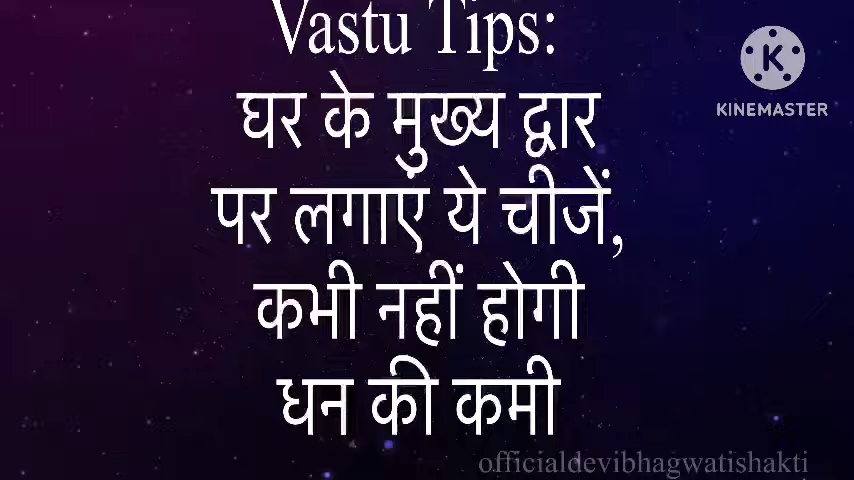 Vastu Tips:
घर के मुख्य द्वार
पर लगाएं ये चीजें,
कभी नहीं होगी
धन की कमी
K
KINEMASTER
officialdevibhagwatishakti